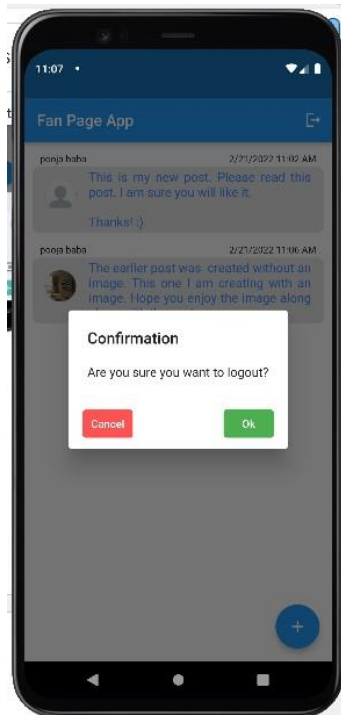 11:07
Fan Page App
pooja baba 2/21/2022 11:02 AM
This is my new post. Please read this
post. I am sure you will like it.
Thanks! :)
pooja baba 2/21/2022 11:06 AM
The earlier post was created without an
image. This one I am creating with an
image. Hope you enjoy the image along
Confirmation
Are you sure you want to logout?
Cancel Ok